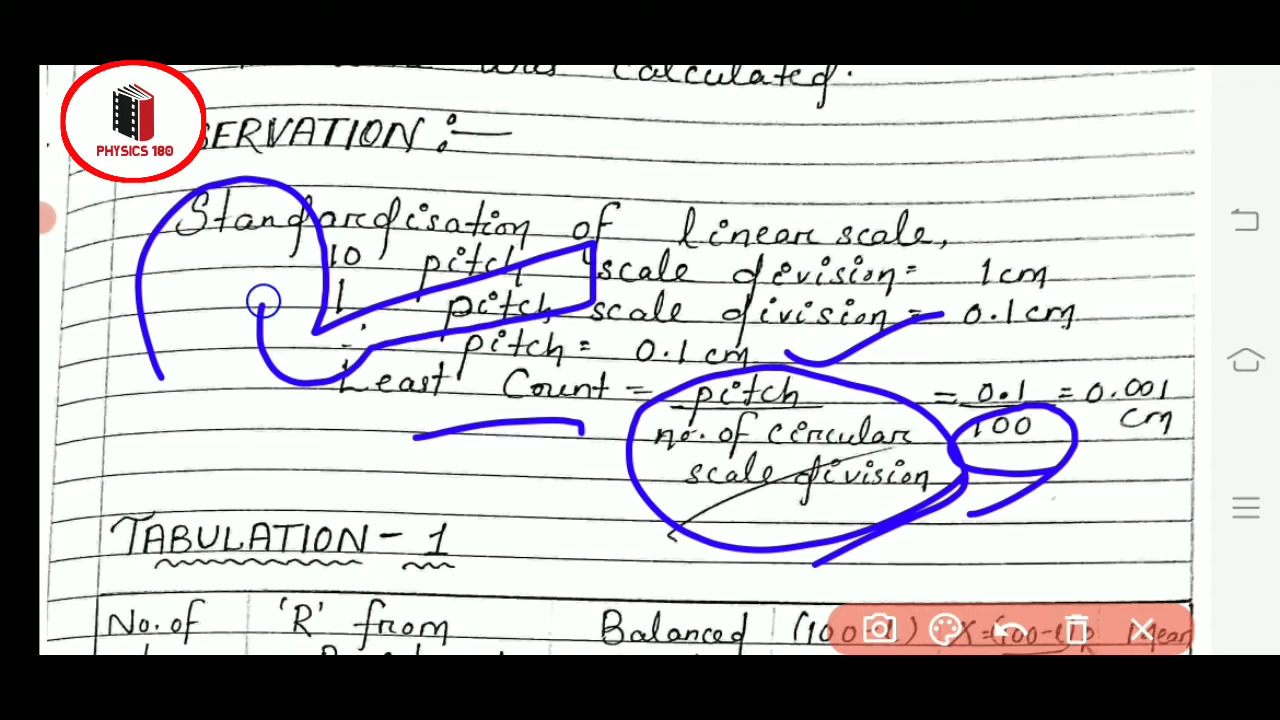 was calculated.
PHYSICS 180
SERVATION :—
Standardisation of linear scale,
10 pitch scale division = 1cm
1 pitch scale division = 0.1cm
∴ pitch = 0.1 cm
Least Count = pitch / no. of circular scale division = 0.1 / 100 = 0.001 cm
TABULATION - 1
No. of 'R' from Balanced (100-l) X = Mean